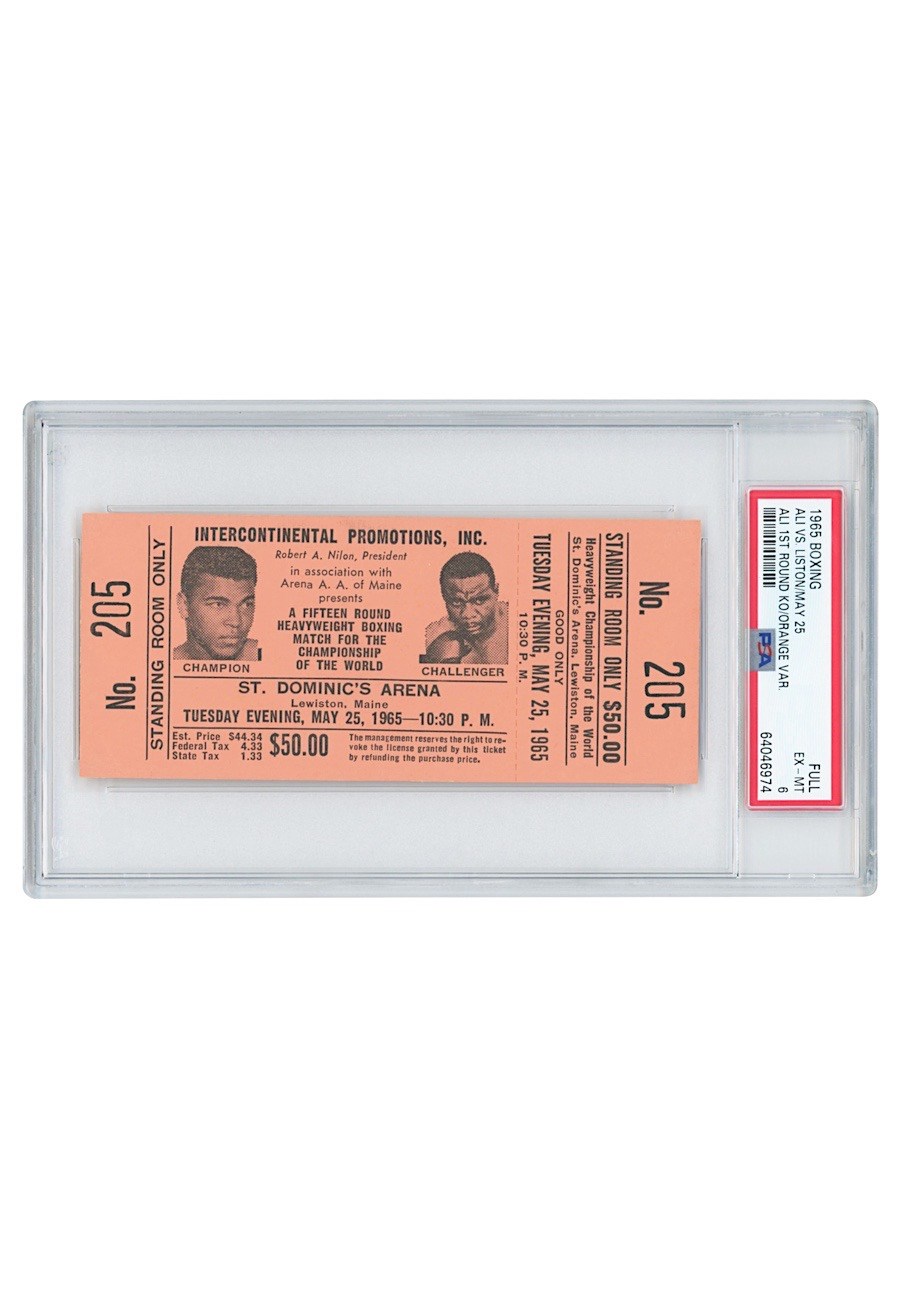 No. 205
STANDING ROOM ONLY
INTERCONTINENTAL PROMOTIONS, INC.
Robert A. Nilon, President
in association with
Arena A. A. of Maine
presents
A FIFTEEN ROUND
HEAVYWEIGHT BOXING
MATCH FOR THE
CHAMPIONSHIP
OF THE WORLD
CHAMPION
CHALLENGER
ST. DOMINIC'S ARENA
Lewiston, Maine
TUESDAY EVENING, MAY 25, 1965—10:30 P. M.
Est. Price $44.34
Federal Tax 4.33
State Tax 1.33
$50.00
The management reserves the right to re-
voke the license granted by this ticket
by refunding the purchase price.
No. 205
STANDING ROOM ONLY $50.00
Heavyweight Championship of the World
St. Dominic's Arena, Lewiston, Maine
GOOD ONLY
TUESDAY EVENING, MAY 25, 1965
10:30 P. M.
1965 BOXING
ALI VS. LISTON/MAY 25
ALI 1ST ROUND KO/ORANGE VAR.
FULL
EX-MT
6
64046974
PSA